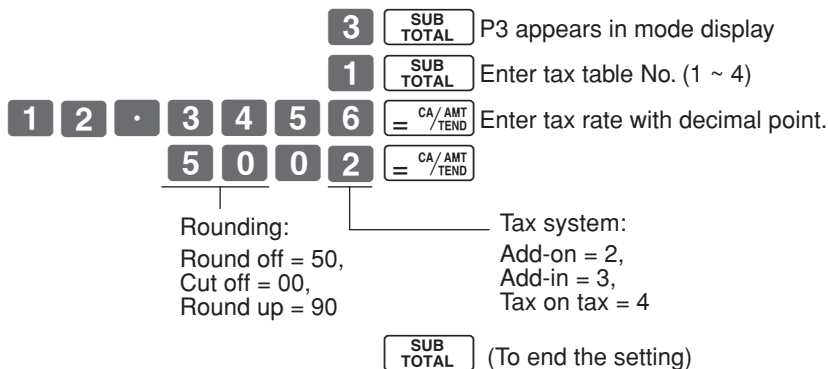 3 SUB TOTAL P3 appears in mode display
1 SUB TOTAL Enter tax table No. (1 ~ 4)
1 2 · 3 4 5 6 = CA/AMT TEND Enter tax rate with decimal point.
5 0 0 2 = CA/AMT TEND
Rounding:
Round off = 50,
Cut off = 00,
Round up = 90
Tax system:
Add-on = 2,
Add-in = 3,
Tax on tax = 4
SUB TOTAL (To end the setting)